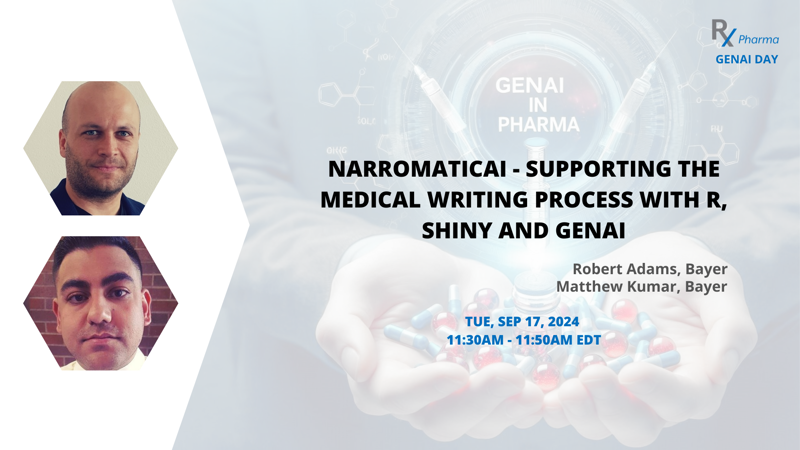 Rx Pharma
GENAI DAY
GENAI
IN
PHARMA
NARROMATICAI - SUPPORTING THE
MEDICAL WRITING PROCESS WITH R,
SHINY AND GENAI
Robert Adams, Bayer
Matthew Kumar, Bayer
TUE, SEP 17, 2024
11:30AM - 11:50AM EDT